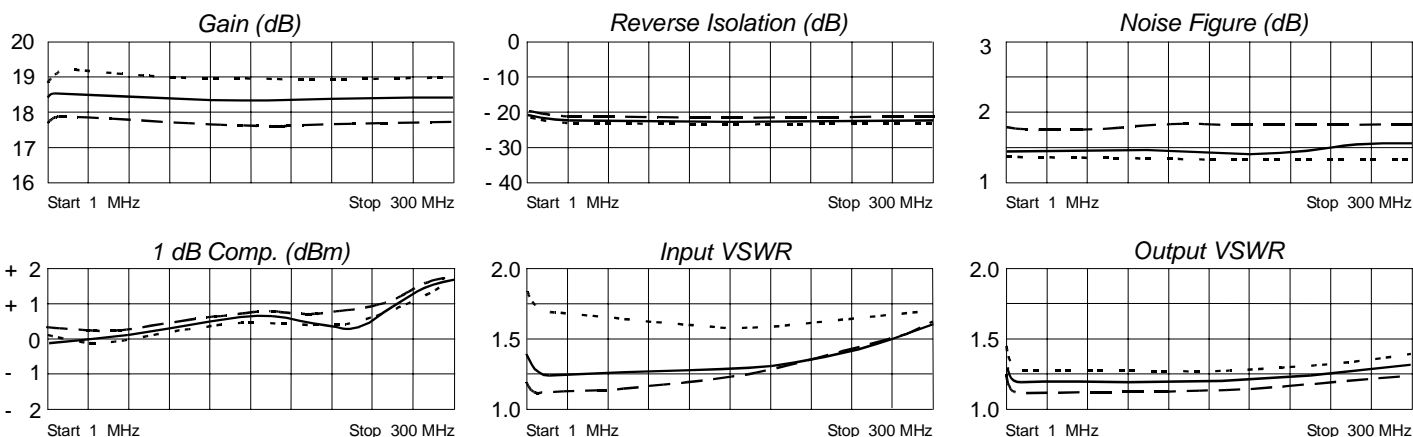 Gain (dB)
20
19
18
17
16
Start 1 MHz
Stop 300 MHz
Reverse Isolation (dB)
0
- 10
- 20
- 30
- 40
Start 1 MHz
Stop 300 MHz
Noise Figure (dB)
3
2
1
Start 1 MHz
Stop 300 MHz
1 dB Comp. (dBm)
+ 2
+ 1
0
- 1
- 2
Start 1 MHz
Stop 300 MHz
Input VSWR
2.0
1.5
1.0
Start 1 MHz
Stop 300 MHz
Output VSWR
2.0
1.5
1.0
Start 1 MHz
Stop 300 MHz